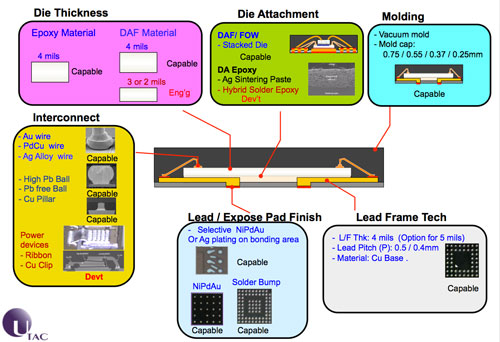 Die Thickness
Epoxy Material
4 mils
Capable
DAF Material
4 mils
Capable
3 or 2 mils
Eng'g
Die Attachment
DAF/ FOW
- Stacked Die
Capable
DA Epoxy
- Ag Sintering Paste
- Hybrid Solder Epoxy
Dev't
Capable
Molding
- Vacuum mold
- Mold cap:
0.75 / 0.55 / 0.37 / 0.25mm
Capable
Interconnect
- Au wire
- PdCu wire
- Ag Alloy wire
Capable
- High Pb Ball
- Pb free Ball
- Cu Pillar
Capable
Capable
Power
devices
- Ribbon
- Cu Clip
Devt
Lead / Expose Pad Finish
- Selective NiPdAu
Or Ag plating on bonding area
Capable
NiPdAu
Capable
Solder Bump
Capable
Lead Frame Tech
- L/F Thk: 4 mils (Option for 5 mils)
- Lead Pitch (P): 0.5 / 0.4mm
- Material: Cu Base .
Capable
UTAC